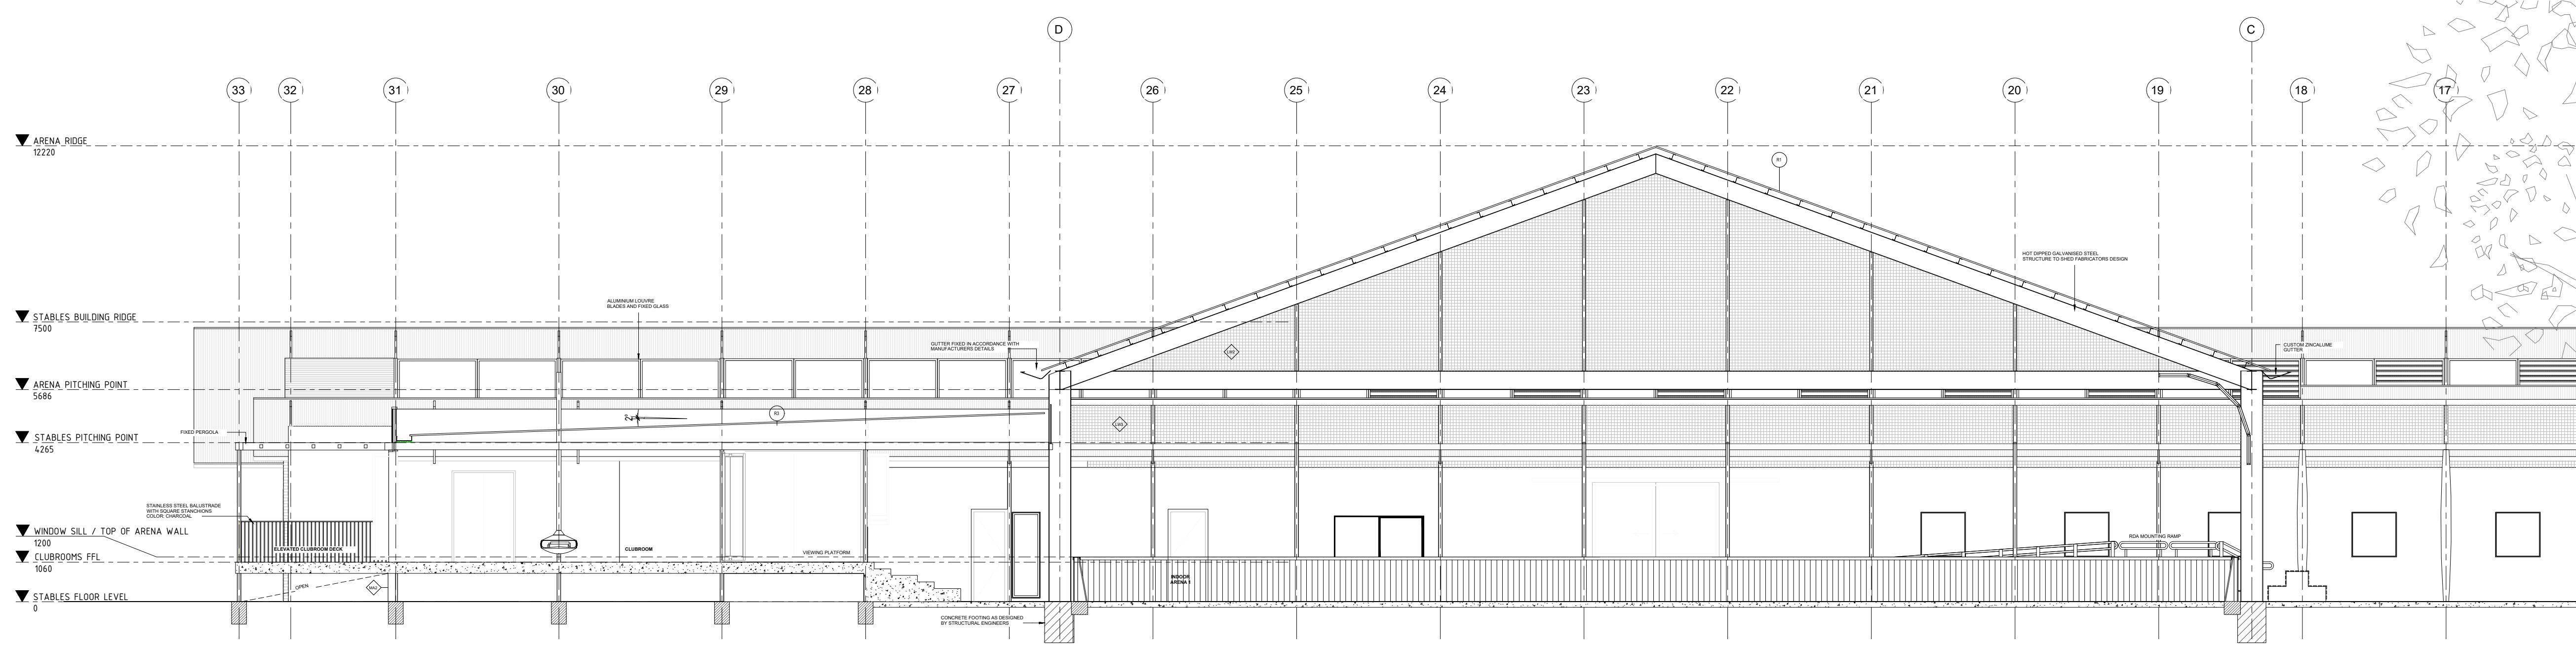 D
C
33
32
31
30
29
28
27
26
25
24
23
22
21
20
19
18
17
ARENA RIDGE
12220
R1
HOT DIPPED GALVANISED STEEL
STRUCTURE TO SHED FABRICATORS DESIGN
ALUMINIUM LOUVRE
BLADES AND FIXED GLASS
STABLES BUILDING RIDGE
7500
GUTTER FIXED IN ACCORDANCE WITH
MANUFACTURERS DETAILS
CUSTOM ZINCALUME
GUTTER
ARENA PITCHING POINT
5686
R3
FIXED PERGOLA
STABLES PITCHING POINT
4265
STAINLESS STEEL BALUSTRADE
WITH SQUARE STANCHIONS
COLOR: CHARCOAL
WINDOW SILL / TOP OF ARENA WALL
1200
RDA MOUNTING RAMP
ELEVATED CLUBROOM DECK
CLUBROOM
VIEWING PLATFORM
CLUBROOMS FFL
1060
INDOOR
ARENA 1
OPEN
STABLES FLOOR LEVEL
0
CONCRETE FOOTING AS DESIGNED
BY STRUCTURAL ENGINEERS